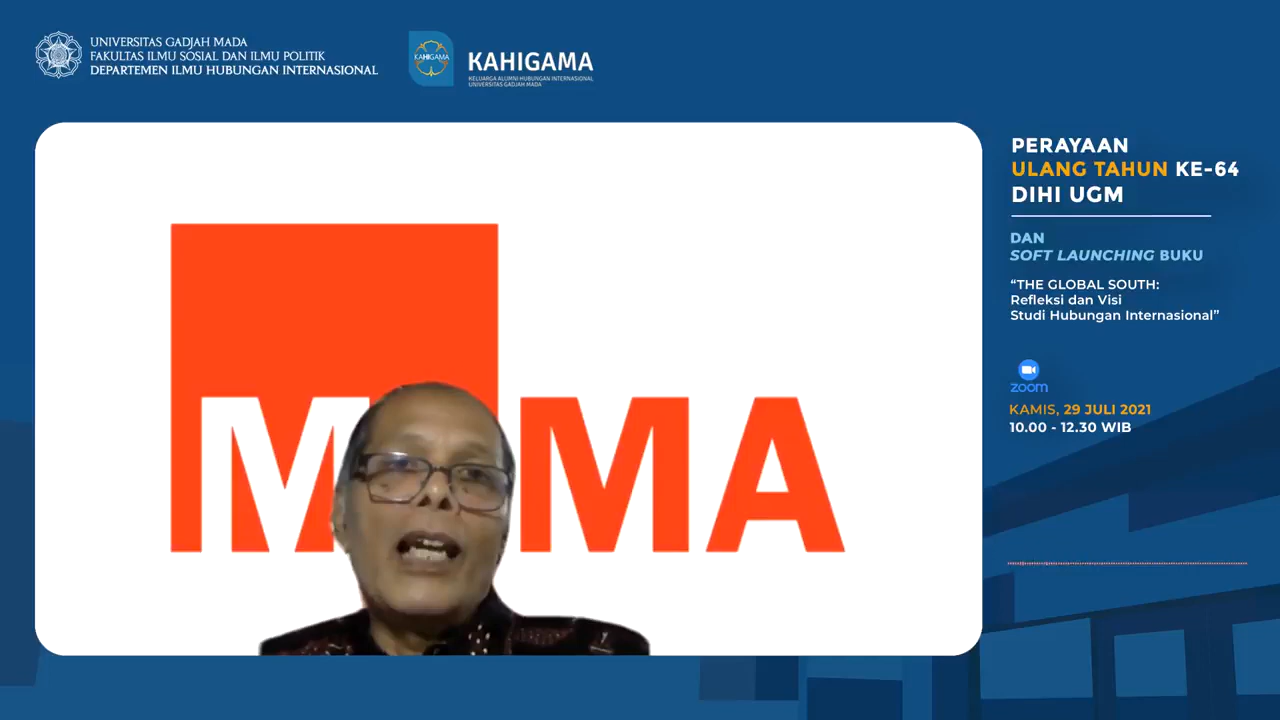 UNIVERSITAS GADJAH MADA
FAKULTAS ILMU SOSIAL DAN ILMU POLITIK
DEPARTEMEN ILMU HUBUNGAN INTERNASIONAL
KAHIGAMA
KAHIGAMA
KELUARGA ALUMNI HUBUNGAN INTERNASIONAL
UNIVERSITAS GADJAH MADA
PERAYAAN
ULANG TAHUN KE-64
DIHI UGM
DAN
SOFT LAUNCHING BUKU
“THE GLOBAL SOUTH:
Refleksi dan Visi
Studi Hubungan Internasional”
zoom
KAMIS, 29 JULI 2021
10.00 - 12.30 WIB
M MA